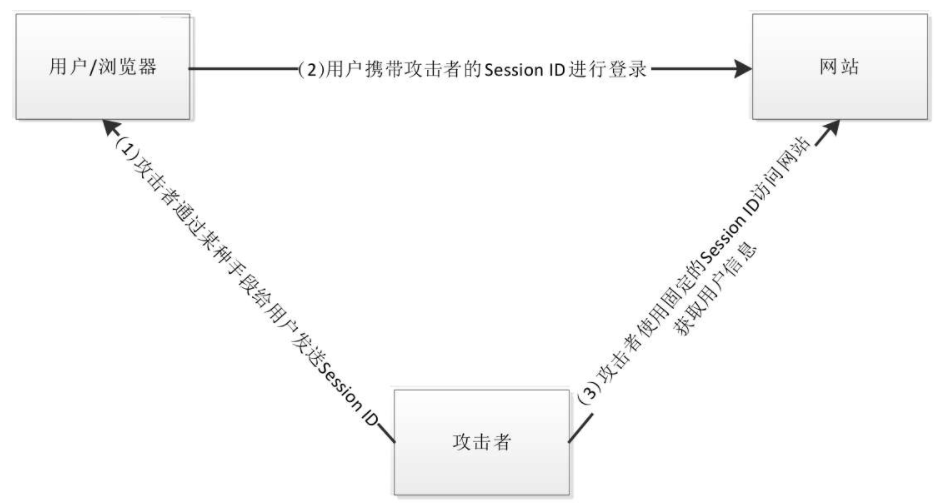 用户/浏览器
(2)用户携带攻击者的Session ID进行登录
网站
(1)攻击者通过某种手段给用户发送Session ID
(3)攻击者使用固定的Session ID访问网站
获取用户信息
攻击者